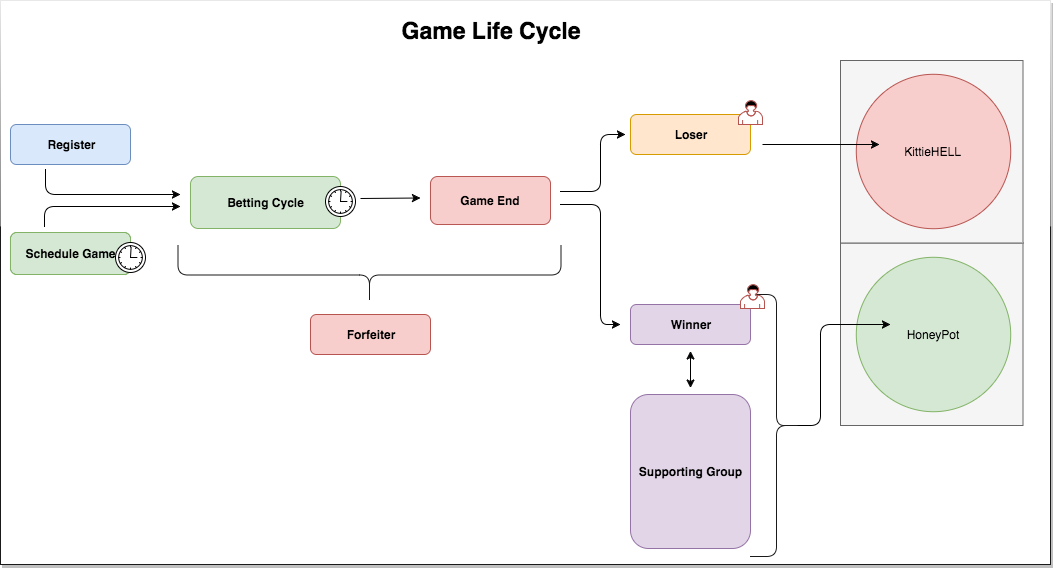 Game Life Cycle
Register
Schedule Game
Betting Cycle
Game End
Forfeiter
Loser
Winner
Supporting Group
KittieHELL
HoneyPot